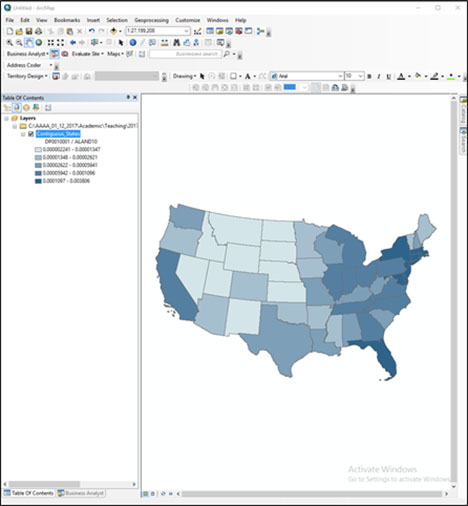 Untitled - ArcMap
File Edit View Bookmarks Insert Selection Geoprocessing Customize Windows Help
1:27,199,208
Business Analyst Evaluate Site Maps Businesses search
Address Coder
Territory Design Drawing A Arial 10 B I U A
Table Of Contents
Layers
C:\AAAA_01_12_2017\Academic\Teaching\2017
Contiguous_States
DP0010001 / ALAND10
0.000002241 - 0.00001347
0.00001348 - 0.00002621
0.00002622 - 0.00005941
0.00005942 - 0.0001096
0.0001097 - 0.003806
Catalog
Search
Activate Windows
Go to Settings to activate Windows
Table Of Contents Business Analyst